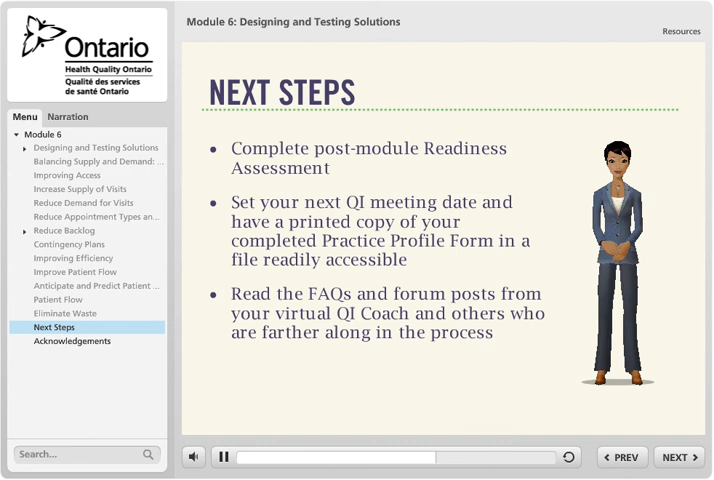 Ontario
Health Quality Ontario
Qualité des services
de santé Ontario
Module 6: Designing and Testing Solutions
Resources
Menu
Narration
Module 6
Designing and Testing Solutions
Balancing Supply and Demand: ...
Improving Access
Increase Supply of Visits
Reduce Demand for Visits
Reduce Appointment Types an...
Reduce Backlog
Contingency Plans
Improving Efficiency
Improve Patient Flow
Anticipate and Predict Patient ...
Patient Flow
Eliminate Waste
Next Steps
Acknowledgements
Search...
NEXT STEPS
• Complete post-module Readiness
Assessment
• Set your next QI meeting date and
have a printed copy of your
completed Practice Profile Form in a
file readily accessible
• Read the FAQs and forum posts from
your virtual QI Coach and others who
are farther along in the process
PREV
NEXT